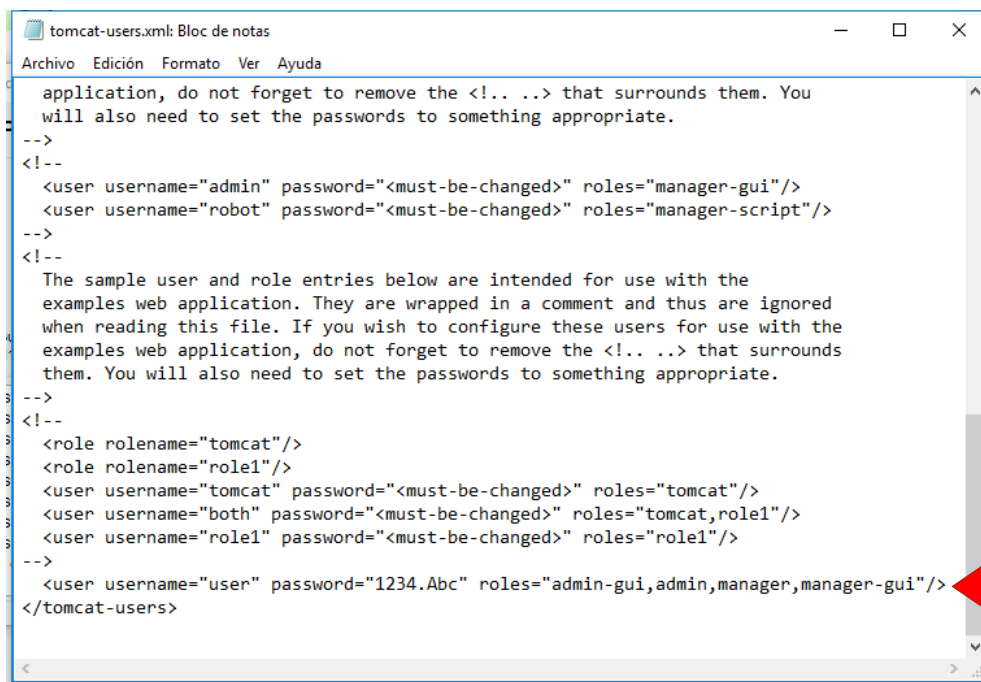 tomcat-users.xml: Bloc de notas
Archivo Edición Formato Ver Ayuda
application, do not forget to remove the <!.. ..> that surrounds them. You
will also need to set the passwords to something appropriate.
-->
<!--
<user username="admin" password="<must-be-changed>" roles="manager-gui"/>
<user username="robot" password="<must-be-changed>" roles="manager-script"/>
-->
<!--
The sample user and role entries below are intended for use with the
examples web application. They are wrapped in a comment and thus are ignored
when reading this file. If you wish to configure these users for use with the
examples web application, do not forget to remove the <!.. ..> that surrounds
them. You will also need to set the passwords to something appropriate.
-->
<!--
<role rolename="tomcat"/>
<role rolename="role1"/>
<user username="tomcat" password="<must-be-changed>" roles="tomcat"/>
<user username="both" password="<must-be-changed>" roles="tomcat,role1"/>
<user username="role1" password="<must-be-changed>" roles="role1"/>
-->
<user username="user" password="1234.Abc" roles="admin-gui,admin,manager,manager-gui"/>
</tomcat-users>